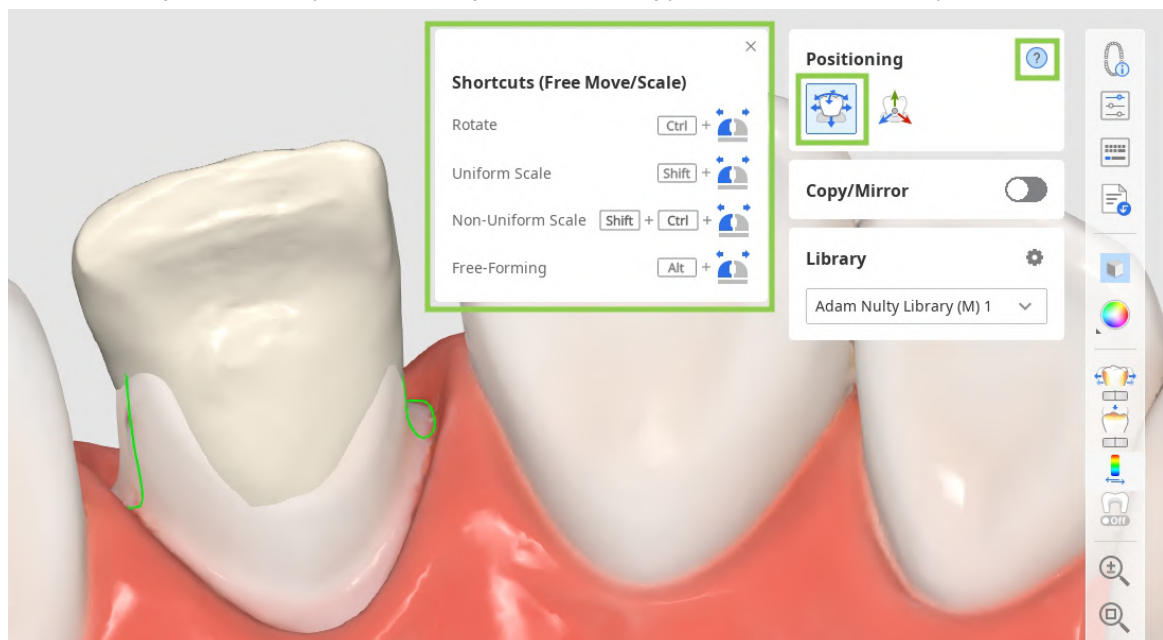 Shortcuts (Free Move/Scale)
Rotate Ctrl +
Uniform Scale Shift +
Non-Uniform Scale Shift + Ctrl +
Free-Forming Alt +
Positioning ?
Copy/Mirror
Library
Adam Nulty Library (M) 1
Off